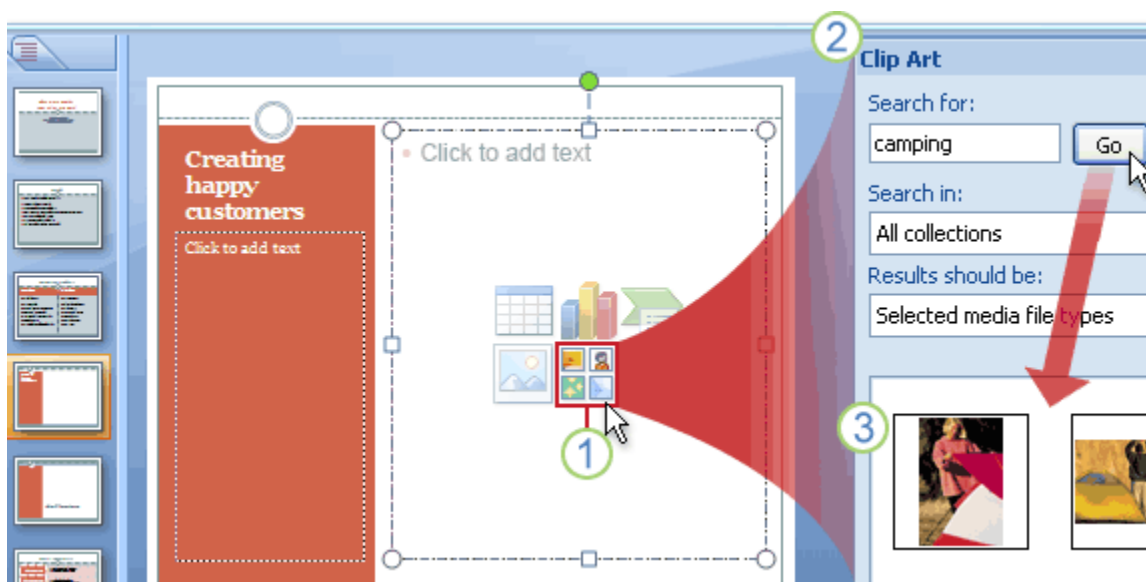 2
Clip Art
Search for:
camping
Go
Search in:
All collections
Results should be:
Selected media file types
3
Creating
happy
customers
Click to add text
• Click to add text
1